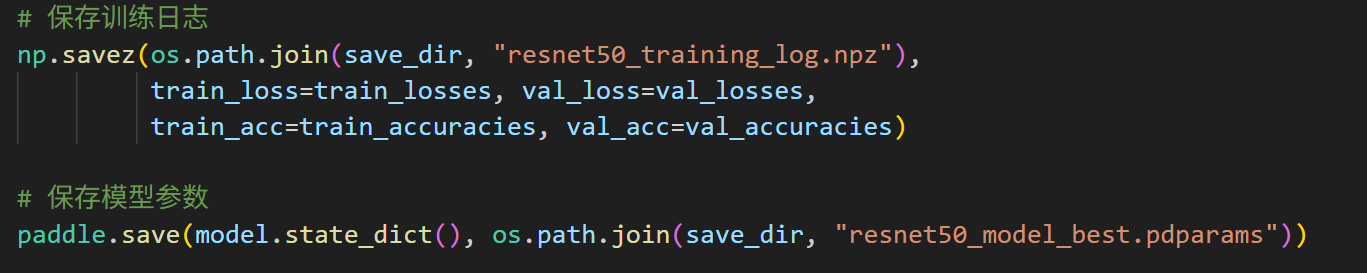 # 保存训练日志
np.savez(os.path.join(save_dir, "resnet50_training_log.npz"),
train_loss=train_losses, val_loss=val_losses,
train_acc=train_accuracies, val_acc=val_accuracies)
# 保存模型参数
paddle.save(model.state_dict(), os.path.join(save_dir, "resnet50_model_best.pdparams"))